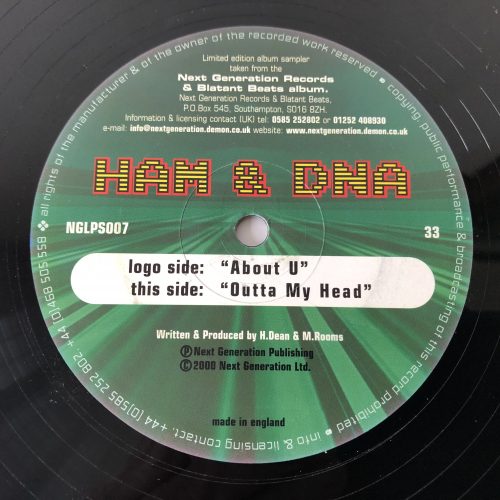 Limited edition album sampler
taken from the
Next Generation Records
& Blatant Beats album.
Next Generation Records & Blatant Beats,
P.O.Box 545, Southampton, SO16 8ZH.
Information & licensing contact (UK) tel: 0585 252802 or 01252 400930
e-mail: info@nextgeneration.demon.co.uk website: www.nextgeneration.demon.co.uk
HAM & DNA
NGLPS007
33
logo side: "About U"
this side: "Outta My Head"
Written & Produced by H.Dean & M.Rooms
Ⓟ Next Generation Publishing
© 2000 Next Generation Ltd.
made in england
all rights of the manufacturer & of the owner of the recorded work reserved • copying, public performance & broadcasting of this record prohibited • info & licensing contact. +44 (0)585 252 802. +44 (0)468 505 558